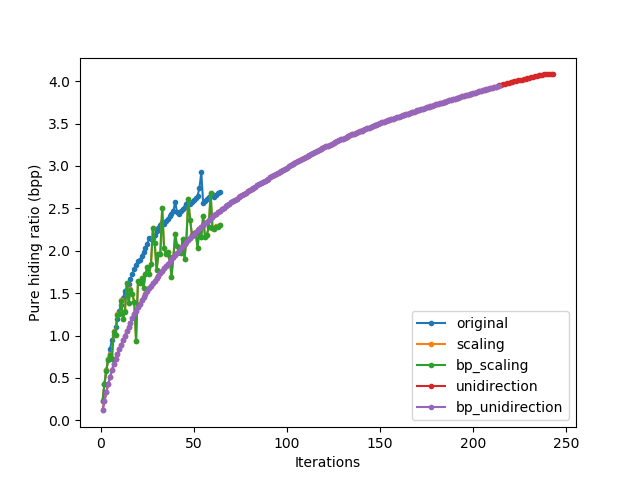 Pure hiding ratio (bpp)
4.0
3.5
3.0
2.5
2.0
1.5
1.0
0.5
0.0
original
scaling
bp_scaling
unidirection
bp_unidirection
0 50 100 150 200 250
Iterations